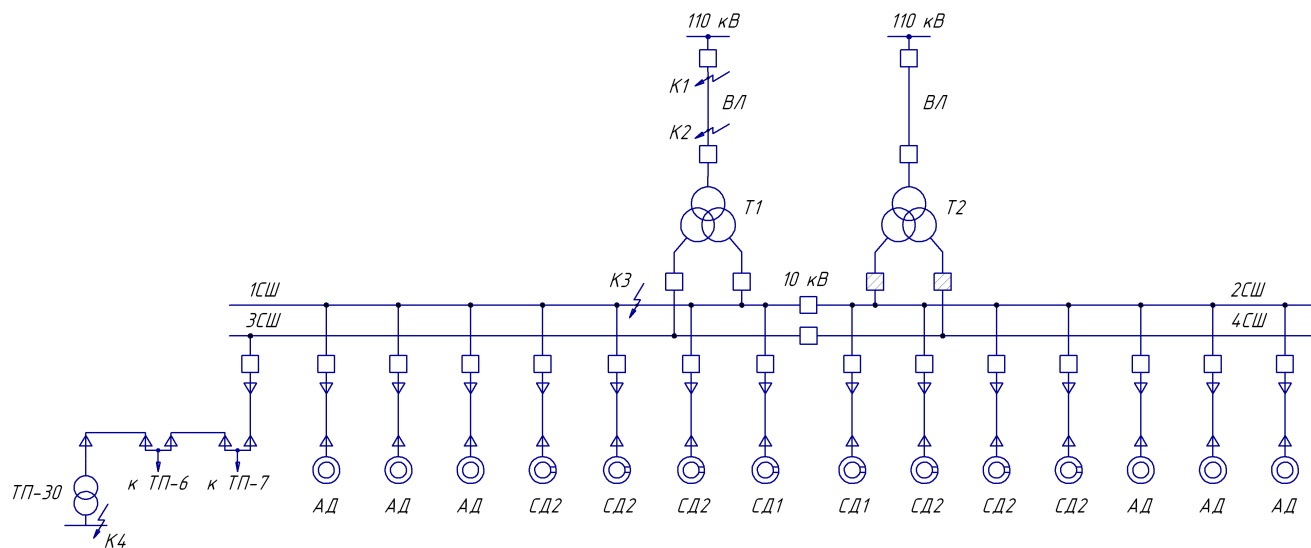 110 кВ 110 кВ
К1
ВЛ ВЛ
К2
Т1 Т2
К3 10 кВ
1СШ 2СШ
3СШ 4СШ
ТП-30 к ТП-6 к ТП-7
АД АД АД СД2 СД2 СД2 СД1 СД1 СД2 СД2 СД2 АД АД АД
К4